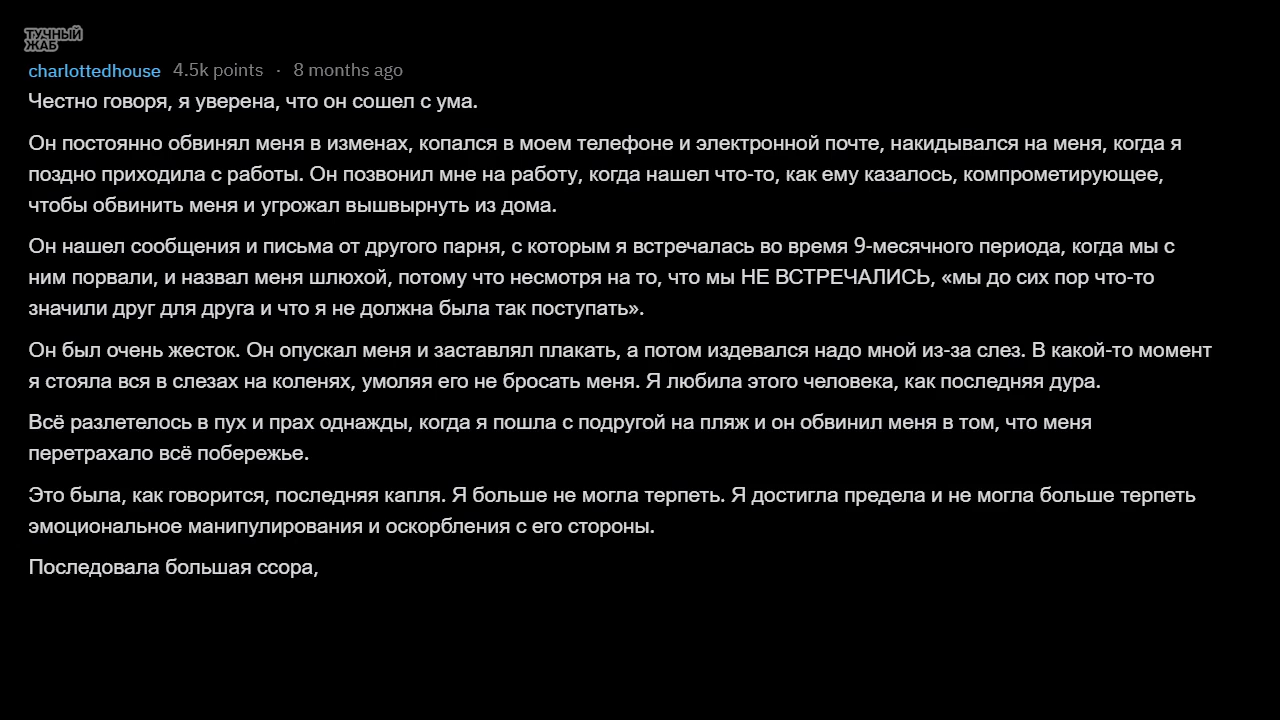 ТУЧНЫЙ
ЖАБ
charlottedhouse 4.5k points · 8 months ago
Честно говоря, я уверена, что он сошел с ума.
Он постоянно обвинял меня в изменах, копался в моем телефоне и электронной почте, накидывался на меня, когда я
поздно приходила с работы. Он позвонил мне на работу, когда нашел что-то, как ему казалось, компрометирующее,
чтобы обвинить меня и угрожал вышвырнуть из дома.
Он нашел сообщения и письма от другого парня, с которым я встречалась во время 9-месячного периода, когда мы с
ним порвали, и назвал меня шлюхой, потому что несмотря на то, что мы НЕ ВСТРЕЧАЛИСЬ, «мы до сих пор что-то
значили друг для друга и что я не должна была так поступать».
Он был очень жесток. Он опускал меня и заставлял плакать, а потом издевался надо мной из-за слез. В какой-то момент
я стояла вся в слезах на коленях, умоляя его не бросать меня. Я любила этого человека, как последняя дура.
Всё разлетелось в пух и прах однажды, когда я пошла с подругой на пляж и он обвинил меня в том, что меня
перетрахало всё побережье.
Это была, как говорится, последняя капля. Я больше не могла терпеть. Я достигла предела и не могла больше терпеть
эмоциональное манипулирования и оскорбления с его стороны.
Последовала большая ссора,